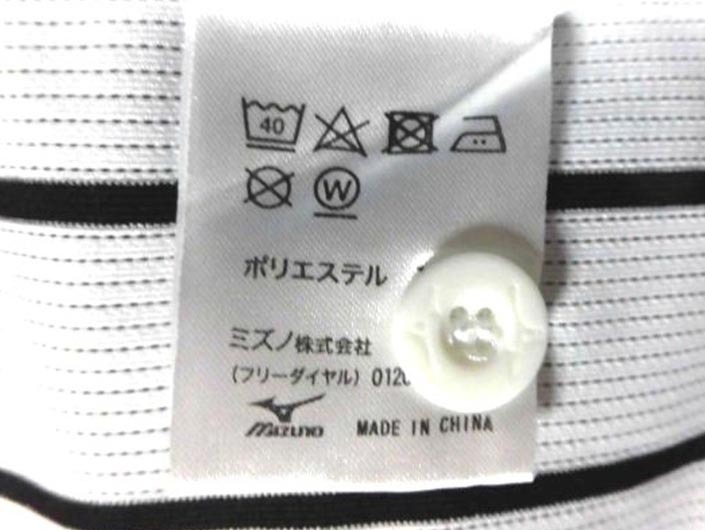 40
W
ポリエステル
ミズノ株式会社
(フリーダイヤル) 0120
MIZUNO
MADE IN CHINA